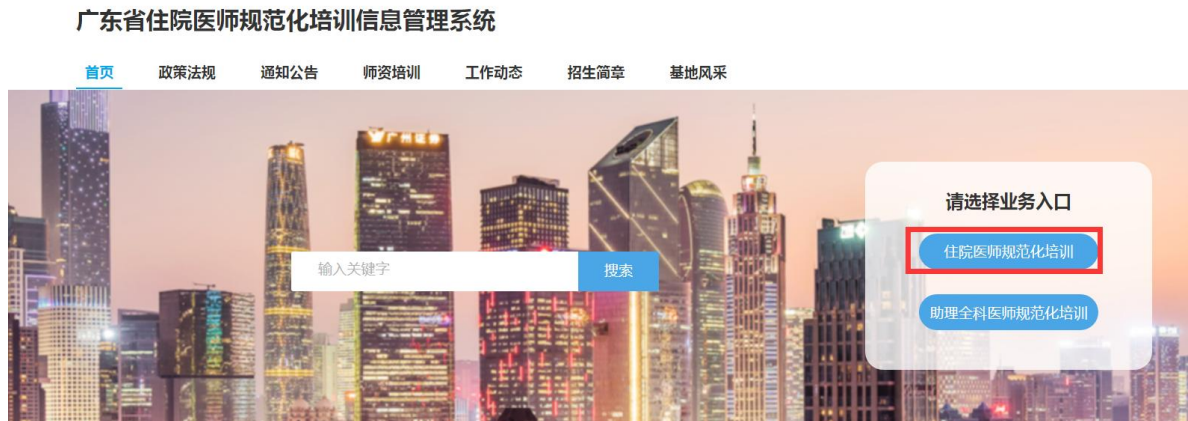 广东省住院医师规范化培训信息管理系统
首页 政策法规 通知公告 师资培训 工作动态 招生简章 基地风采
请选择业务入口
住院医师规范化培训
输入关键字 搜索
助理全科医师规范化培训